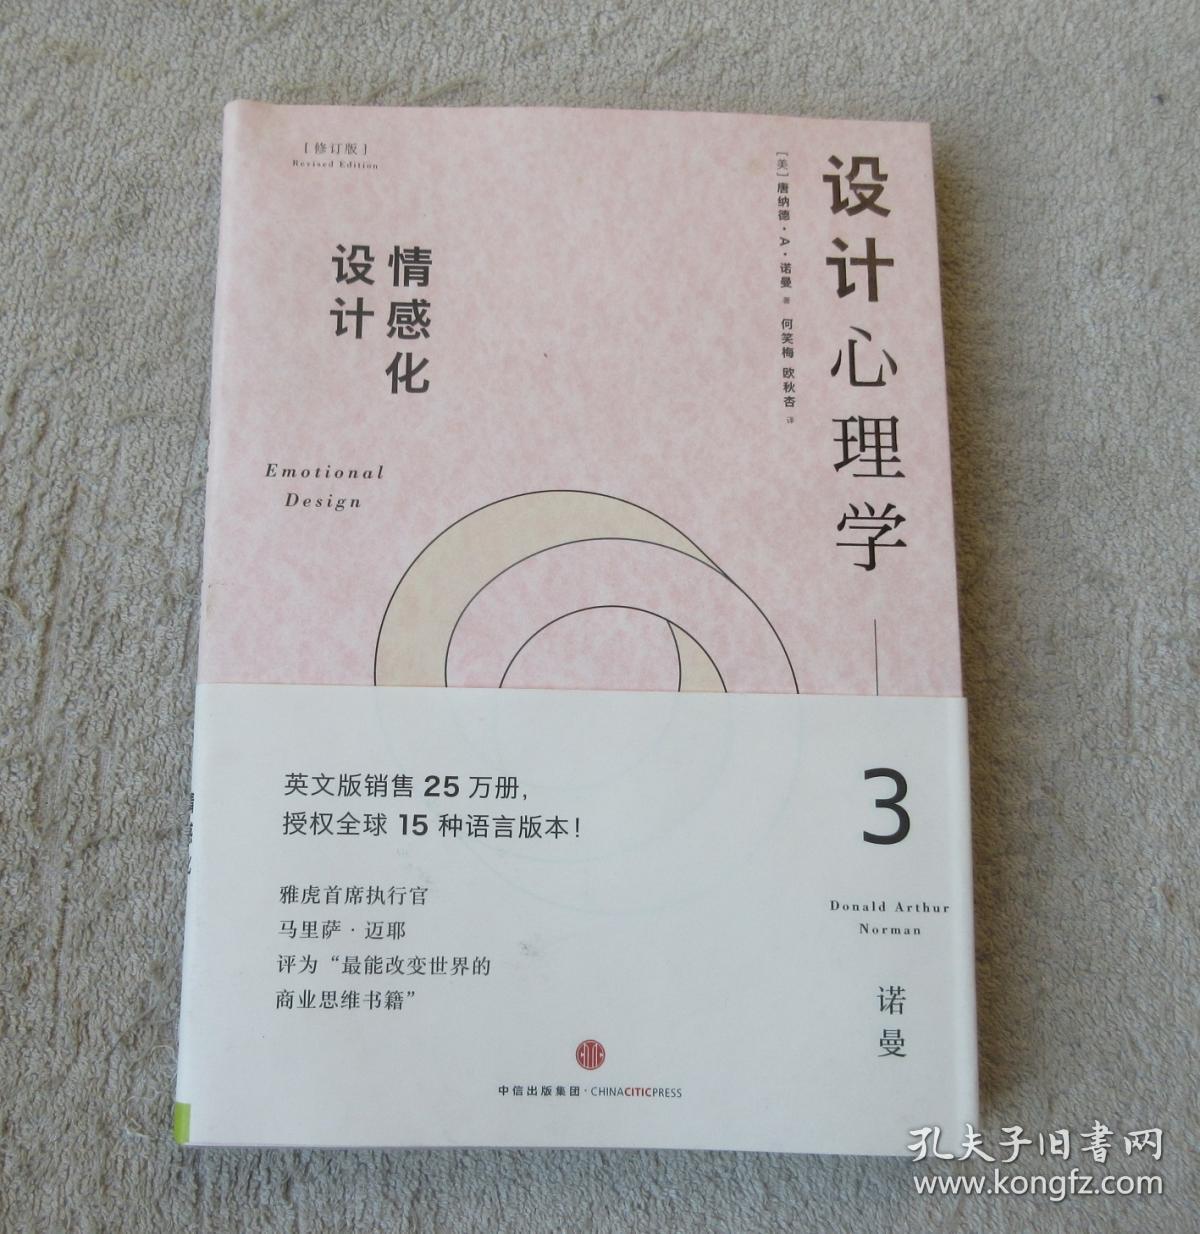 [修订版]
Revised Edition
设计心理学
[美]唐纳德·A·诺曼 著 何笑梅 欧秋杏 译
情感化
设计
Emotional
Design
英文版销售 25 万册，
授权全球 15 种语言版本！
雅虎首席执行官
马里萨·迈耶
评为“最能改变世界的
商业思维书籍”
3
Donald Arthur
Norman
诺曼
中信出版集团·CHINACITICPRESS
孔夫子旧书网
www.kongfz.com